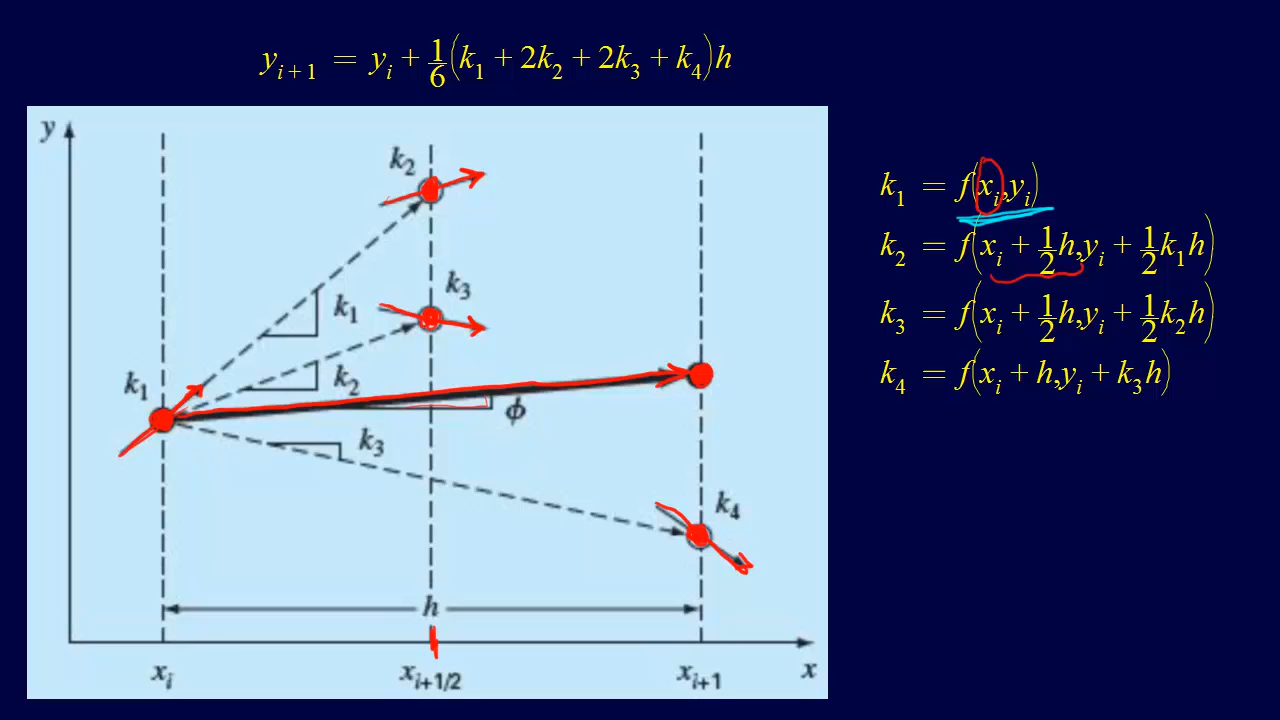 y_{i+1} = y_i + 1/6(k_1 + 2k_2 + 2k_3 + k_4)h
y
k_2
k_3
k_1
k_1
k_2
ϕ
k_3
k_4
h
x_i
x_{i+1/2}
x_{i+1}
x
k_1 = f(x_i,y_i)
k_2 = f(x_i + 1/2h,y_i + 1/2k_1h)
k_3 = f(x_i + 1/2h,y_i + 1/2k_2h)
k_4 = f(x_i + h,y_i + k_3h)